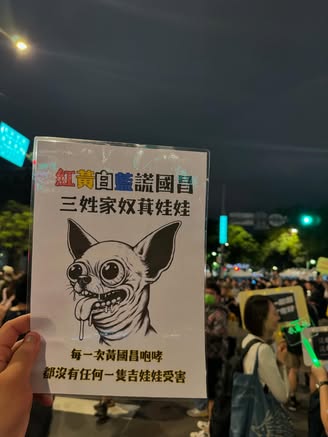 紅黃白藍謊國昌
三姓家奴萁娃娃
每一次黃國昌咆哮
都沒有任何一隻吉娃娃受害